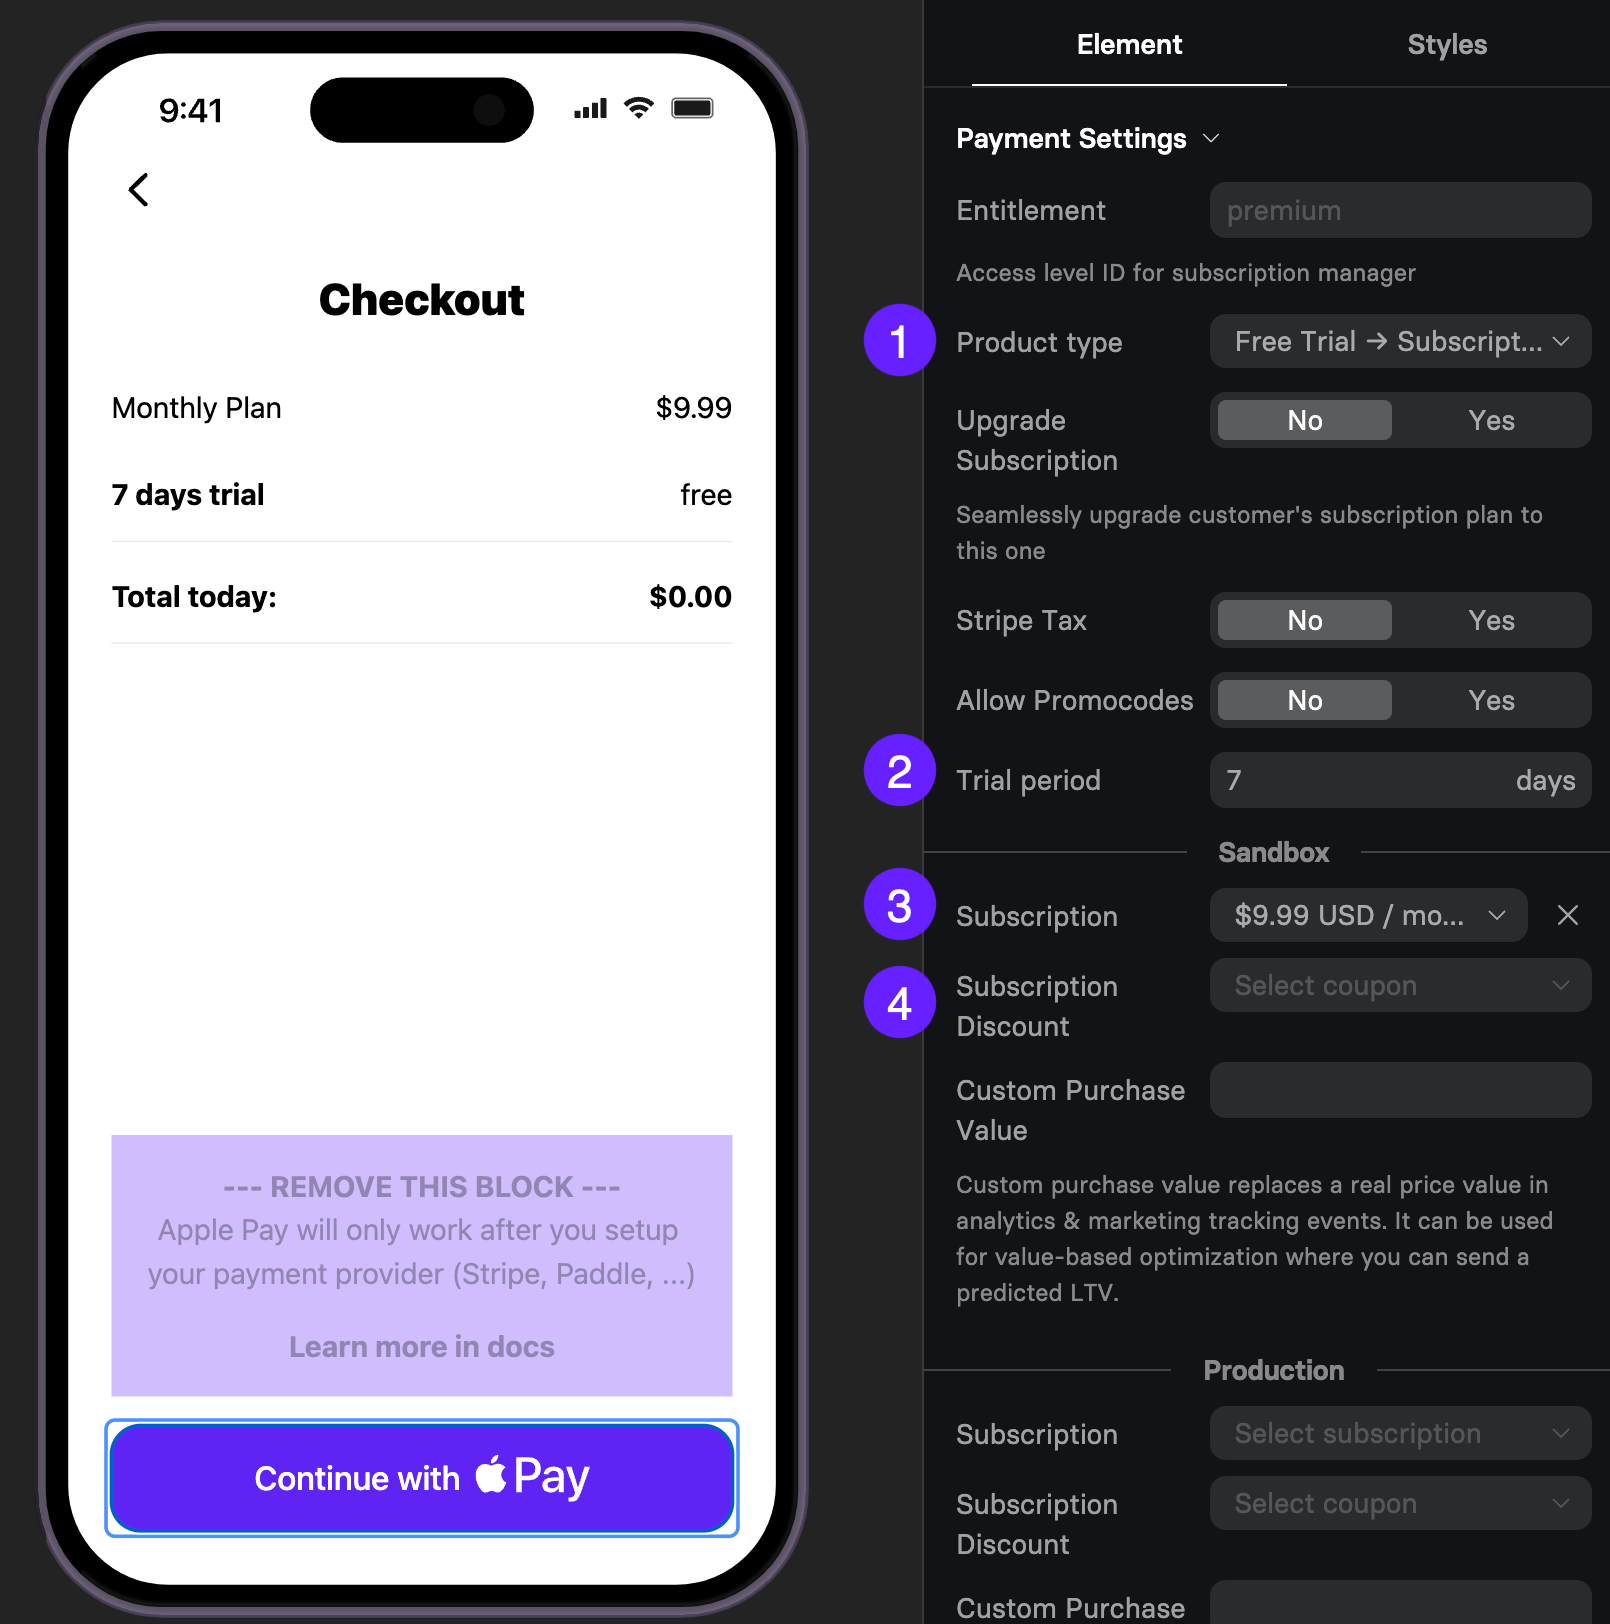 9:41
Checkout
Monthly Plan $9.99
7 days trial free
Total today: $0.00
--- REMOVE THIS BLOCK ---
Apple Pay will only work after you setup
your payment provider (Stripe, Paddle, ...)
Learn more in docs
Continue with Pay
Element Styles
Payment Settings
Entitlement premium
Access level ID for subscription manager
1 Product type Free Trial → Subscript...
Upgrade No Yes
Subscription
Seamlessly upgrade customer's subscription plan to
this one
Stripe Tax No Yes
Allow Promocodes No Yes
2 Trial period 7 days
Sandbox
3 Subscription $9.99 USD / mo...
4 Subscription Select coupon
Discount
Custom Purchase
Value
Custom purchase value replaces a real price value in
analytics & marketing tracking events. It can be used
for value-based optimization where you can send a
predicted LTV.
Production
Subscription Select subscription
Subscription Select coupon
Discount
Custom Purchase